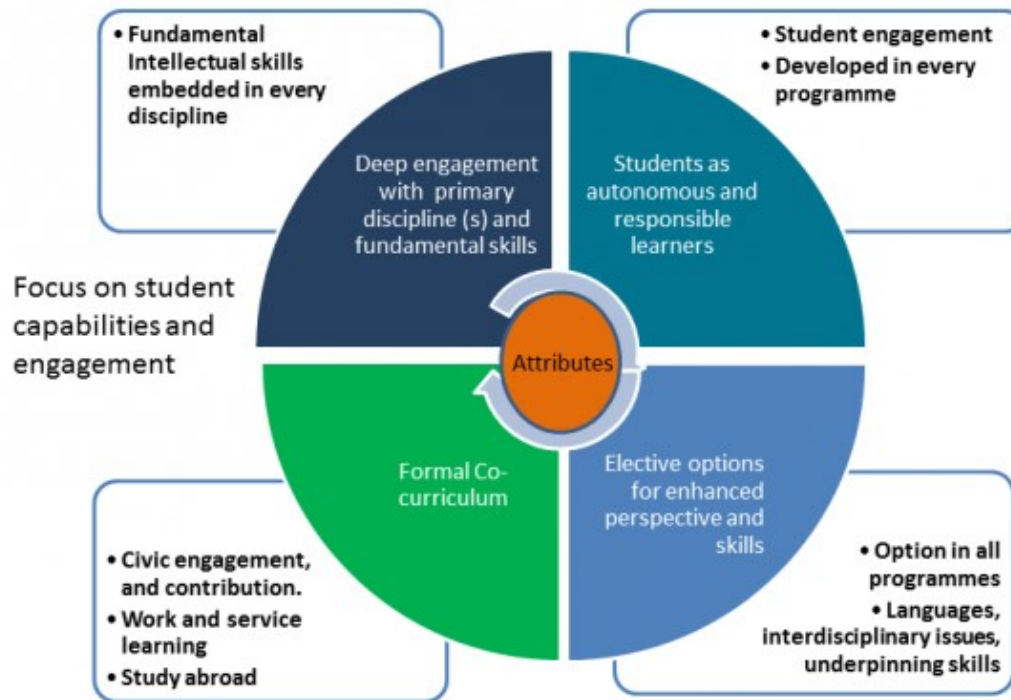 • Fundamental
Intellectual skills
embedded in every
discipline
• Student engagement
• Developed in every
programme
Deep engagement
with primary
discipline (s) and
fundamental skills
Students as
autonomous and
responsible
learners
Focus on student
capabilities and
engagement
Attributes
Formal Co-
curriculum
Elective options
for enhanced
perspective and
skills
• Civic engagement,
and contribution.
• Work and service
learning
• Study abroad
• Option in all
programmes
• Languages,
interdisciplinary issues,
underpinning skills